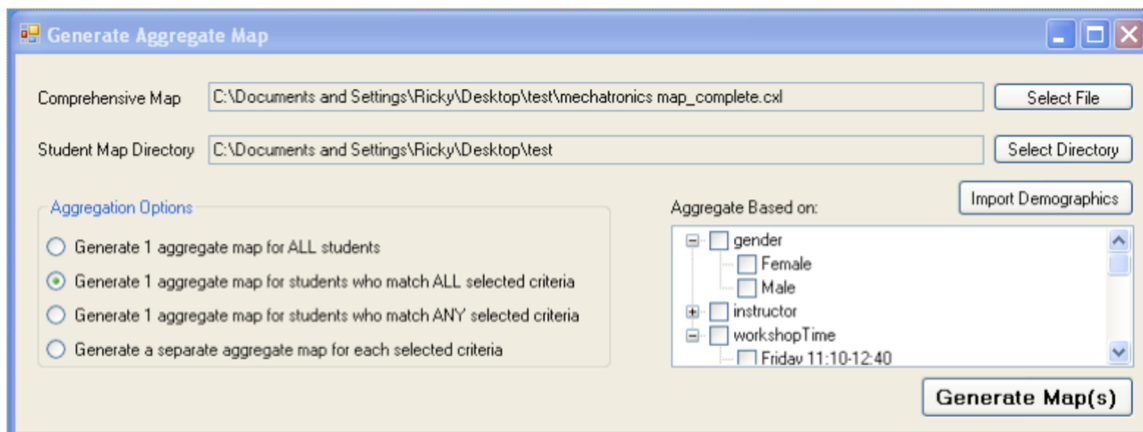 Generate Aggregate Map
Comprehensive Map C:\Documents and Settings\Ricky\Desktop\test\mechatronics map_complete.cxl Select File
Student Map Directory C:\Documents and Settings\Ricky\Desktop\test Select Directory
Import Demographics
Aggregation Options
Generate 1 aggregate map for ALL students
Generate 1 aggregate map for students who match ALL selected criteria
Generate 1 aggregate map for students who match ANY selected criteria
Generate a separate aggregate map for each selected criteria
Aggregate Based on:
gender
Female
Male
instructor
workshopTime
Friday 11:10-12:40
Generate Map(s)